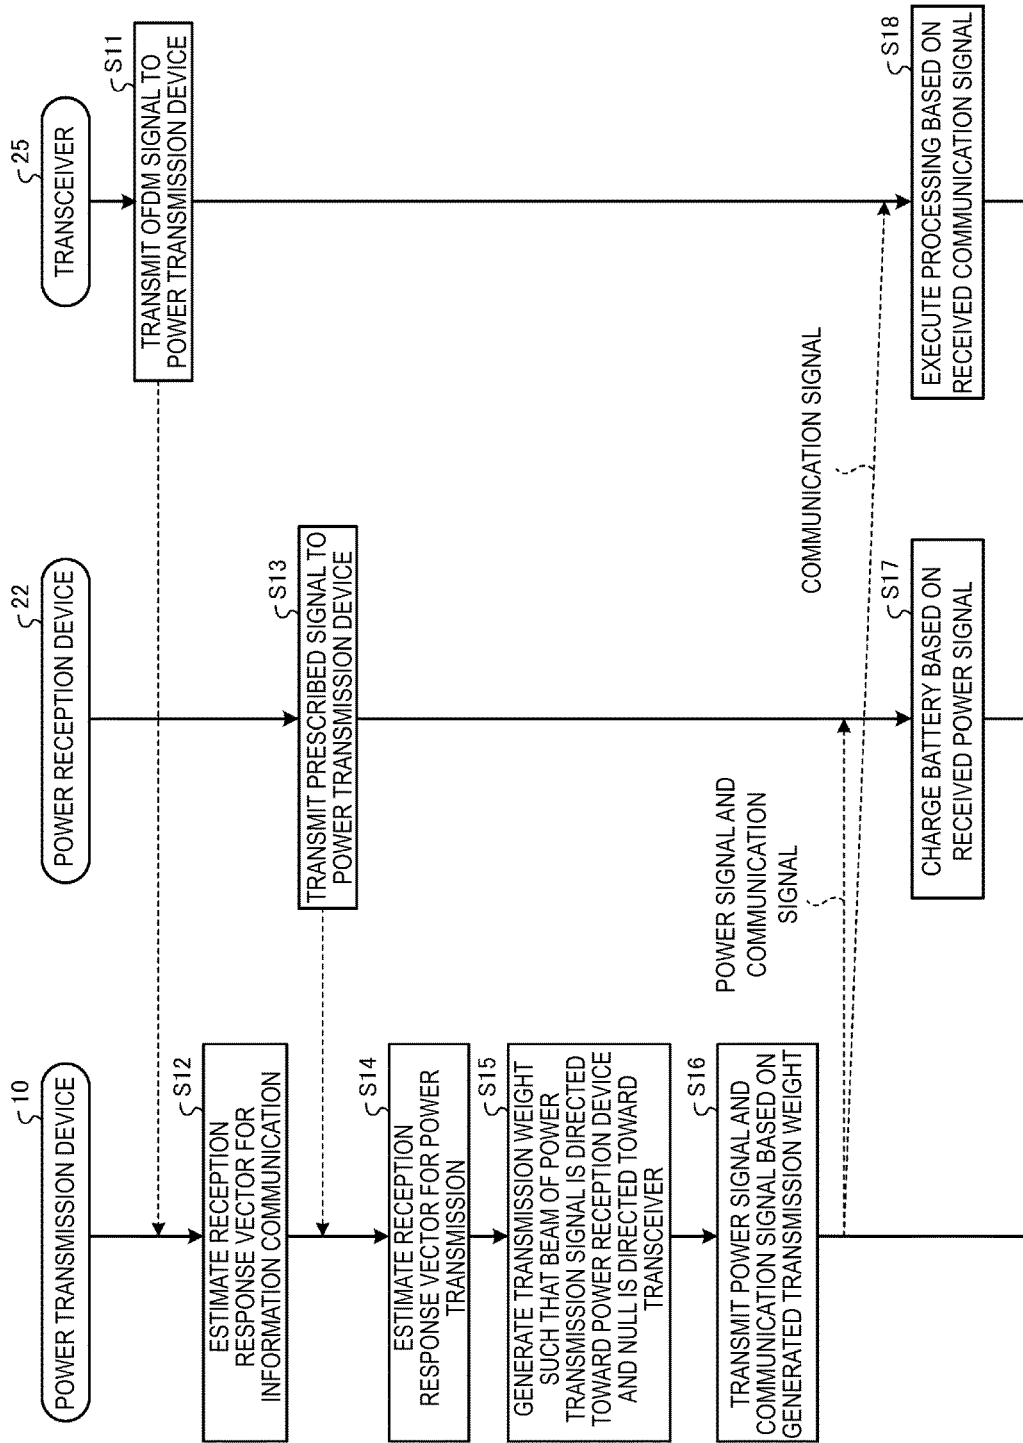 10
POWER TRANSMISSION DEVICE
22
POWER RECEPTION DEVICE
25
TRANSCEIVER
S11
TRANSMIT OFDM SIGNAL TO
POWER TRANSMISSION DEVICE
S12
ESTIMATE RECEPTION
RESPONSE VECTOR FOR
INFORMATION COMMUNICATION
S13
TRANSMIT PRESCRIBED SIGNAL TO
POWER TRANSMISSION DEVICE
S14
ESTIMATE RECEPTION
RESPONSE VECTOR FOR POWER
TRANSMISSION
S15
GENERATE TRANSMISSION WEIGHT
SUCH THAT BEAM OF POWER
TRANSMISSION SIGNAL IS DIRECTED
TOWARD POWER RECEPTION DEVICE
AND NULL IS DIRECTED TOWARD
TRANSCEIVER
S16
TRANSMIT POWER SIGNAL AND
COMMUNICATION SIGNAL BASED ON
GENERATED TRANSMISSION WEIGHT
POWER SIGNAL AND
COMMUNICATION
SIGNAL
COMMUNICATION SIGNAL
S17
CHARGE BATTERY BASED ON
RECEIVED POWER SIGNAL
S18
EXECUTE PROCESSING BASED ON
RECEIVED COMMUNICATION SIGNAL